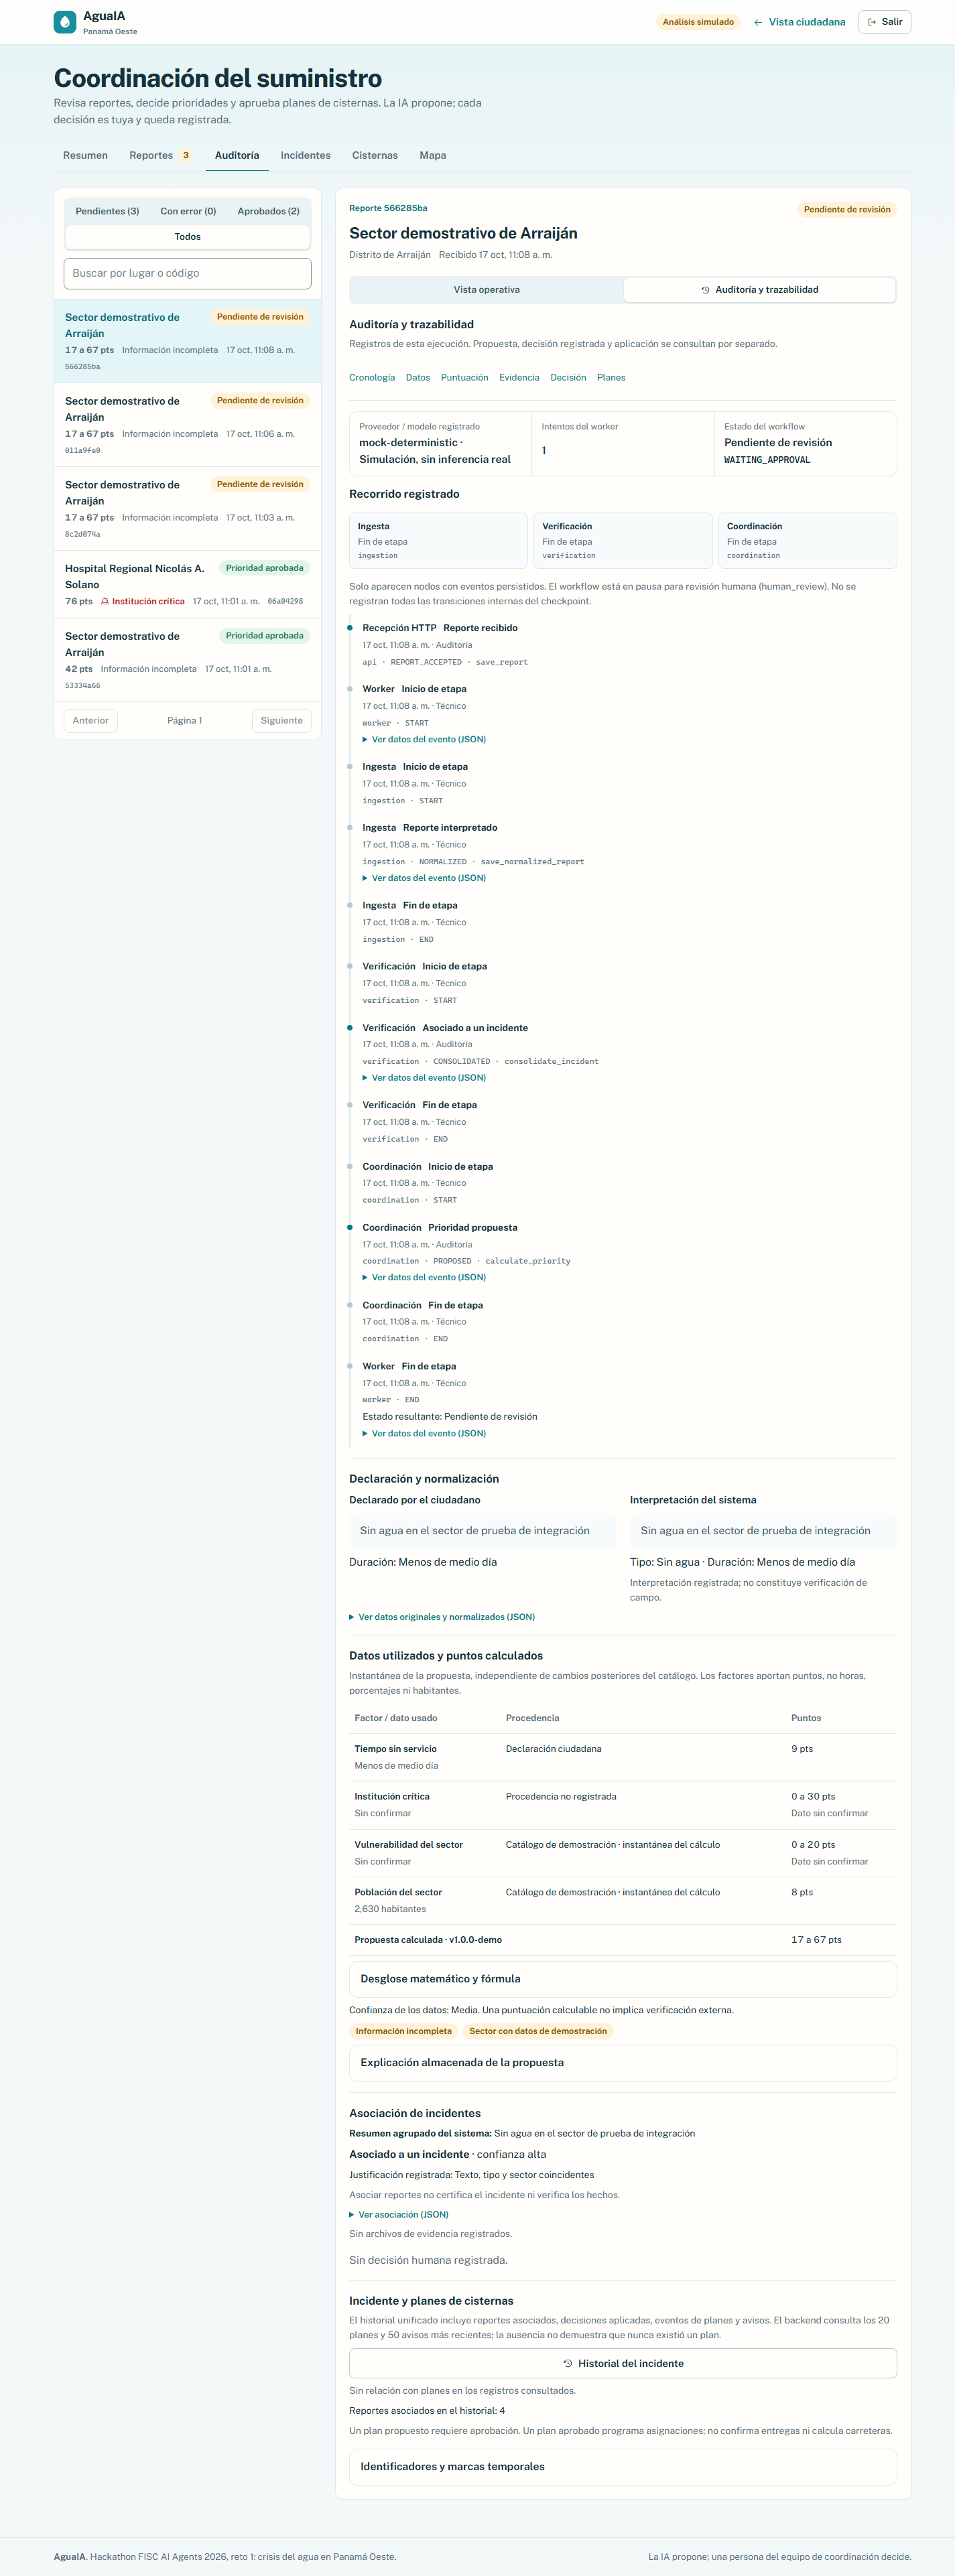 AguaIA
Panamá Oeste
Análisis simulado
← Vista ciudadana
Salir
Coordinación del suministro
Revisa reportes, decide prioridades y aprueba planes de cisternas. La IA propone; cada
decisión es tuya y queda registrada.
Resumen
Reportes 3
Auditoría
Incidentes
Cisternas
Mapa
Pendientes (3)
Con error (0)
Aprobados (2)
Todos
Buscar por lugar o código
Sector demostrativo de
Arraiján
Pendiente de revisión
17 a 67 pts Información incompleta 17 oct, 11:08 a. m.
566285ba
Sector demostrativo de
Arraiján
Pendiente de revisión
17 a 67 pts Información incompleta 17 oct, 11:06 a. m.
011a9fe0
Sector demostrativo de
Arraiján
Pendiente de revisión
17 a 67 pts Información incompleta 17 oct, 11:03 a. m.
8c2d074a
Hospital Regional Nicolás A.
Solano
Prioridad aprobada
76 pts Institución crítica 17 oct, 11:01 a. m. 06a04298
Sector demostrativo de
Arraiján
Prioridad aprobada
42 pts Información incompleta 17 oct, 11:01 a. m.
53334a66
Anterior
Página 1
Siguiente
Reporte 566285ba
Pendiente de revisión
Sector demostrativo de Arraiján
Distrito de Arraiján Recibido 17 oct, 11:08 a. m.
Vista operativa
Auditoría y trazabilidad
Auditoría y trazabilidad
Registros de esta ejecución. Propuesta, decisión registrada y aplicación se consultan por separado.
Cronología Datos Puntuación Evidencia Decisión Planes
Proveedor / modelo registrado
mock-deterministic ·
Simulación, sin inferencia real
Intentos del worker
1
Estado del workflow
Pendiente de revisión
WAITING_APPROVAL
Recorrido registrado
Ingesta
Fin de etapa
ingestion
Verificación
Fin de etapa
verification
Coordinación
Fin de etapa
coordination
Solo aparecen nodos con eventos persistidos. El workflow está en pausa para revisión humana (human_review). No se
registran todas las transiciones internas del checkpoint.
Recepción HTTP Reporte recibido
17 oct, 11:08 a. m. · Auditoría
api · REPORT_ACCEPTED · save_report
Worker Inicio de etapa
17 oct, 11:08 a. m. · Técnico
worker · START
▶ Ver datos del evento (JSON)
Ingesta Inicio de etapa
17 oct, 11:08 a. m. · Técnico
ingestion · START
Ingesta Reporte interpretado
17 oct, 11:08 a. m. · Técnico
ingestion · NORMALIZED · save_normalized_report
▶ Ver datos del evento (JSON)
Ingesta Fin de etapa
17 oct, 11:08 a. m. · Técnico
ingestion · END
Verificación Inicio de etapa
17 oct, 11:08 a. m. · Técnico
verification · START
Verificación Asociado a un incidente
17 oct, 11:08 a. m. · Auditoría
verification · CONSOLIDATED · consolidate_incident
▶ Ver datos del evento (JSON)
Verificación Fin de etapa
17 oct, 11:08 a. m. · Técnico
verification · END
Coordinación Inicio de etapa
17 oct, 11:08 a. m. · Técnico
coordination · START
Coordinación Prioridad propuesta
17 oct, 11:08 a. m. · Auditoría
coordination · PROPOSED · calculate_priority
▶ Ver datos del evento (JSON)
Coordinación Fin de etapa
17 oct, 11:08 a. m. · Técnico
coordination · END
Worker Fin de etapa
17 oct, 11:08 a. m. · Técnico
worker · END
Estado resultante: Pendiente de revisión
▶ Ver datos del evento (JSON)
Declaración y normalización
Declarado por el ciudadano
Sin agua en el sector de prueba de integración
Duración: Menos de medio día
Interpretación del sistema
Sin agua en el sector de prueba de integración
Tipo: Sin agua · Duración: Menos de medio día
Interpretación registrada; no constituye verificación de
campo.
▶ Ver datos originales y normalizados (JSON)
Datos utilizados y puntos calculados
Instantánea de la propuesta, independiente de cambios posteriores del catálogo. Los factores aportan puntos, no horas,
porcentajes ni habitantes.
Factor / dato usado Procedencia Puntos
Tiempo sin servicio Declaración ciudadana 9 pts
Menos de medio día
Institución crítica Procedencia no registrada 0 a 30 pts
Sin confirmar Dato sin confirmar
Vulnerabilidad del sector Catálogo de demostración · instantánea del cálculo 0 a 20 pts
Sin confirmar Dato sin confirmar
Población del sector Catálogo de demostración · instantánea del cálculo 8 pts
2,630 habitantes
Propuesta calculada · v1.0.0-demo 17 a 67 pts
Desglose matemático y fórmula
Confianza de los datos: Media. Una puntuación calculable no implica verificación externa.
Información incompleta
Sector con datos de demostración
Explicación almacenada de la propuesta
Asociación de incidentes
Resumen agrupado del sistema: Sin agua en el sector de prueba de integración
Asociado a un incidente · confianza alta
Justificación registrada: Texto, tipo y sector coincidentes
Asociar reportes no certifica el incidente ni verifica los hechos.
▶ Ver asociación (JSON)
Sin archivos de evidencia registrados.
Sin decisión humana registrada.
Incidente y planes de cisternas
El historial unificado incluye reportes asociados, decisiones aplicadas, eventos de planes y avisos. El backend consulta los 20
planes y 50 avisos más recientes; la ausencia no demuestra que nunca existió un plan.
Historial del incidente
Sin relación con planes en los registros consultados.
Reportes asociados en el historial: 4
Un plan propuesto requiere aprobación. Un plan aprobado programa asignaciones; no confirma entregas ni calcula carreteras.
Identificadores y marcas temporales
AguaIA. Hackathon FISC AI Agents 2026, reto 1: crisis del agua en Panamá Oeste.
La IA propone; una persona del equipo de coordinación decide.